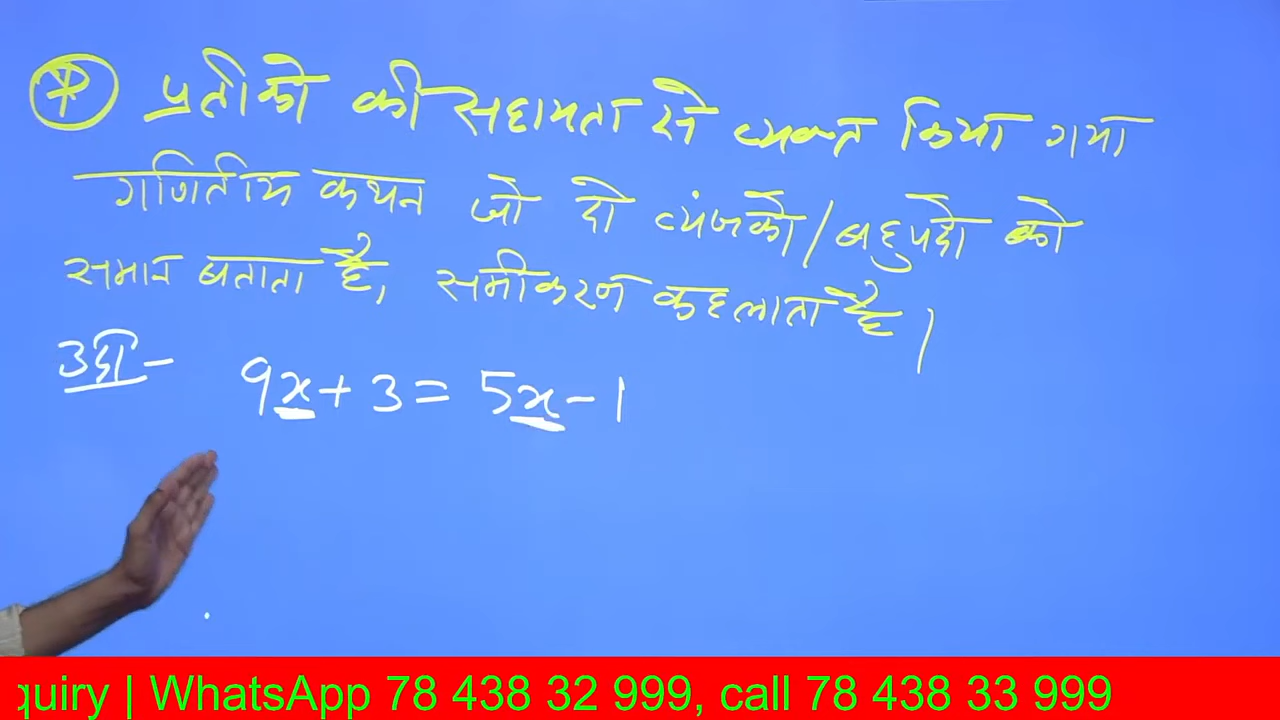 * प्रतीको की सहायता से व्यक्त किया गया
गणितीय कथन जो दो व्यंजको/बहुपदो को
समान बताता है, समीकरण कहलाता है।
उदा- 9x + 3 = 5x - 1
quiry | WhatsApp 78 438 32 999, call 78 438 33 999